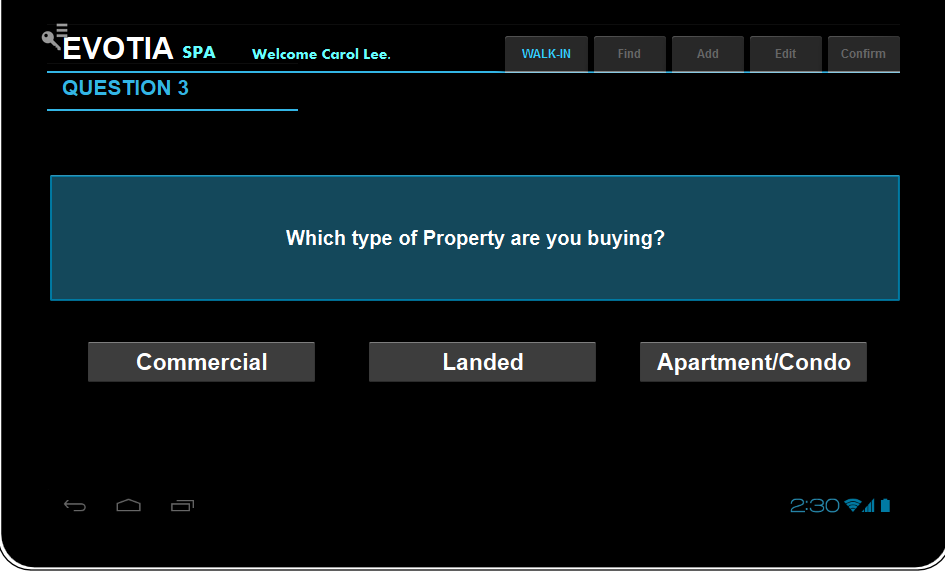 EVOTIA SPA Welcome Carol Lee. WALK-IN Find Add Edit Confirm
QUESTION 3
Which type of Property are you buying?
Commercial Landed Apartment/Condo
2:30